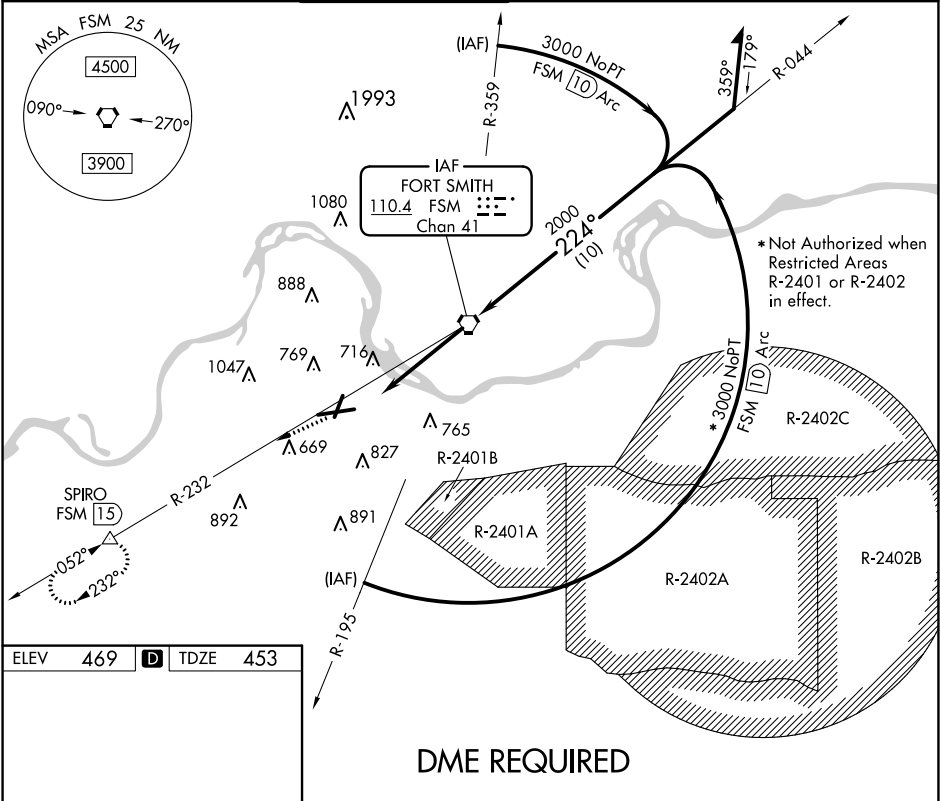 MSA FSM 25 NM
4500
090°
270°
3900
1993
(IAF)
3000 NoPT
FSM 10 Arc
R-359
359°
179°
R-044
IAF
FORT SMITH
110.4 FSM
Chan 41
1080
2000
224°
(10)
* Not Authorized when
Restricted Areas
R-2401 or R-2402
in effect.
888
1047
769
716
* 3000 NoPT
FSM 10 Arc
R-2402C
765
669
827
R-2401B
R-232
SPIRO
FSM 15
892
891
R-2401A
R-2402A
R-2402B
052°
232°
(IAF)
R-195
ELEV 469 D TDZE 453
DME REQUIRED